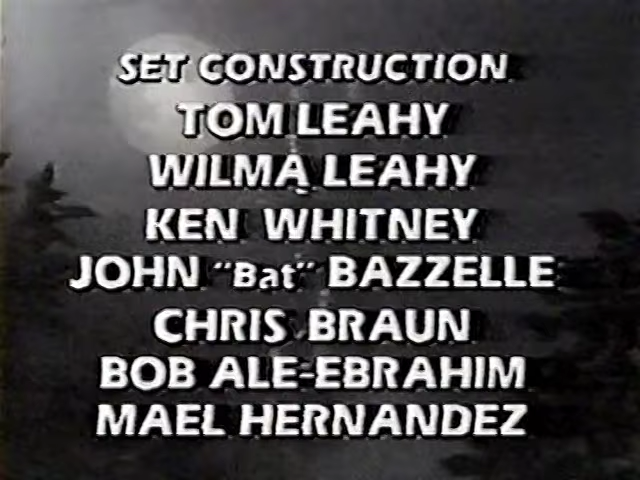 SET CONSTRUCTION
TOM LEAHY
WILMA LEAHY
KEN WHITNEY
JOHN "Bat" BAZZELLE
CHRIS BRAUN
BOB ALE-EBRAHIM
MAEL HERNANDEZ